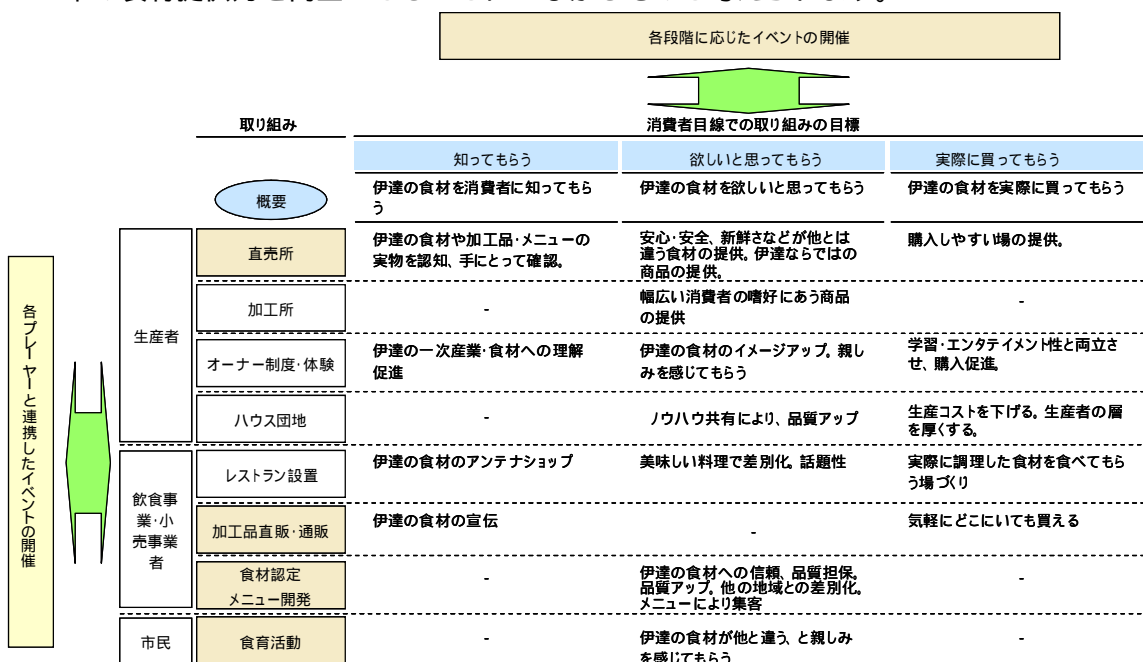 各段階に応じたイベントの開催
取り組み
消費者目線での取り組みの目標
知ってもらう
欲しいと思ってもらう
実際に買ってもらう
概要
伊達の食材を消費者に知ってもら
う
伊達の食材を欲しいと思ってもらう
伊達の食材を実際に買ってもらう
各プレーヤーと連携したイベントの開催
生産者
直売所
伊達の食材や加工品・メニューの
実物を認知、手にとって確認。
安心・安全、新鮮さなどが他とは
違う食材の提供。伊達ならではの
商品の提供。
購入しやすい場の提供。
加工所
-
幅広い消費者の嗜好にあう商品
の提供
-
オーナー制度・体験
伊達の一次産業・食材への理解
促進
伊達の食材のイメージアップ。親し
みを感じてもらう
学習・エンタテイメント性と両立さ
せ、購入促進。
ハウス団地
-
ノウハウ共有により、品質アップ
生産コストを下げる。生産者の層
を厚くする。
飲食事
業・小
売事業
者
レストラン設置
伊達の食材のアンテナショップ
美味しい料理で差別化。話題性
実際に調理した食材を食べてもら
う場づくり
加工品直販・通販
伊達の食材の宣伝
-
気軽にどこにいても買える
食材認定
メニュー開発
-
伊達の食材への信頼、品質担保。
品質アップ。他の地域との差別化。
メニューにより集客
-
市民
食育活動
-
伊達の食材が他と違う、と親しみ
を感じてもらう
-